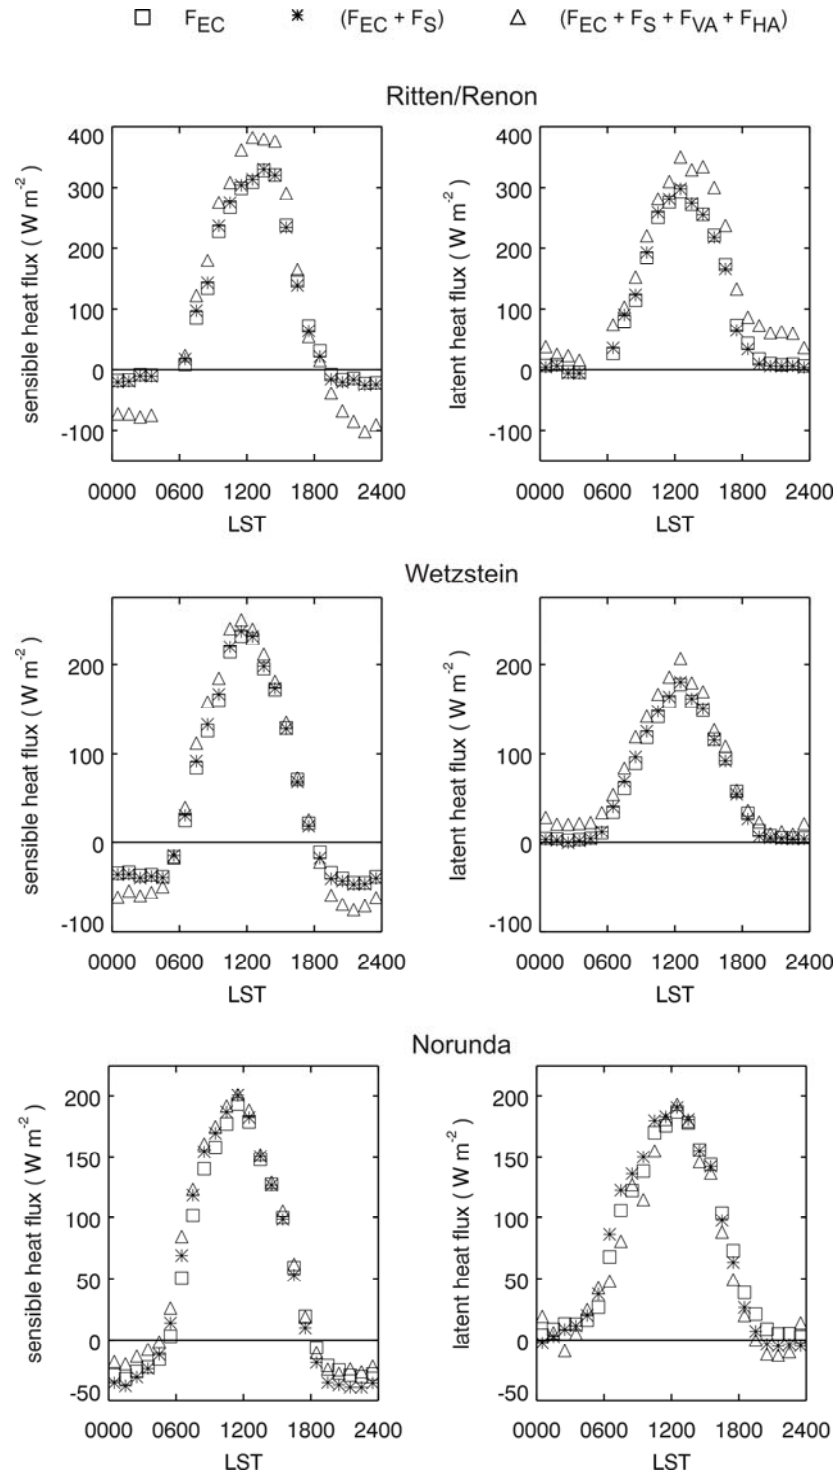 F_EC (F_EC + F_S) (F_EC + F_S + F_VA + F_HA)
Ritten/Renon
sensible heat flux ( W m⁻² )
400
300
200
100
0
-100
0000 0600 1200 1800 2400
LST
latent heat flux ( W m⁻² )
400
300
200
100
0
-100
0000 0600 1200 1800 2400
LST
Wetzstein
sensible heat flux ( W m⁻² )
200
100
0
-100
0000 0600 1200 1800 2400
LST
latent heat flux ( W m⁻² )
200
100
0
-100
0000 0600 1200 1800 2400
LST
Norunda
sensible heat flux ( W m⁻² )
200
150
100
50
0
-50
0000 0600 1200 1800 2400
LST
latent heat flux ( W m⁻² )
200
150
100
50
0
-50
0000 0600 1200 1800 2400
LST